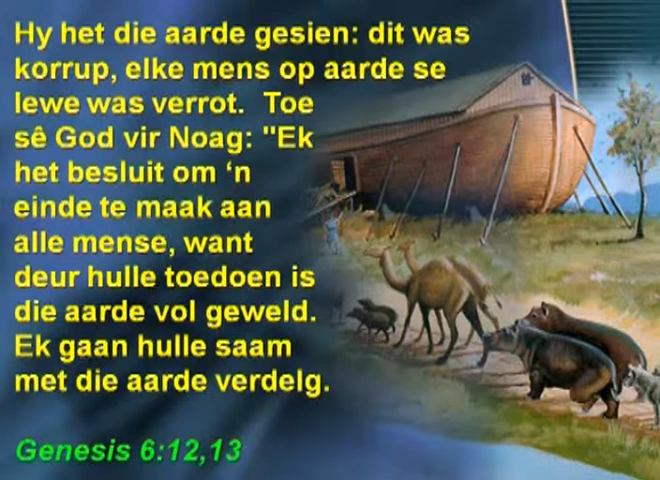 Hy het die aarde gesien: dit was
korrup, elke mens op aarde se
lewe was verrot.  Toe
sê God vir Noag: "Ek
het besluit om ‘n
einde te maak aan
alle mense, want
deur hulle toedoen is
die aarde vol geweld.
Ek gaan hulle saam
met die aarde verdelg.
Genesis 6:12,13